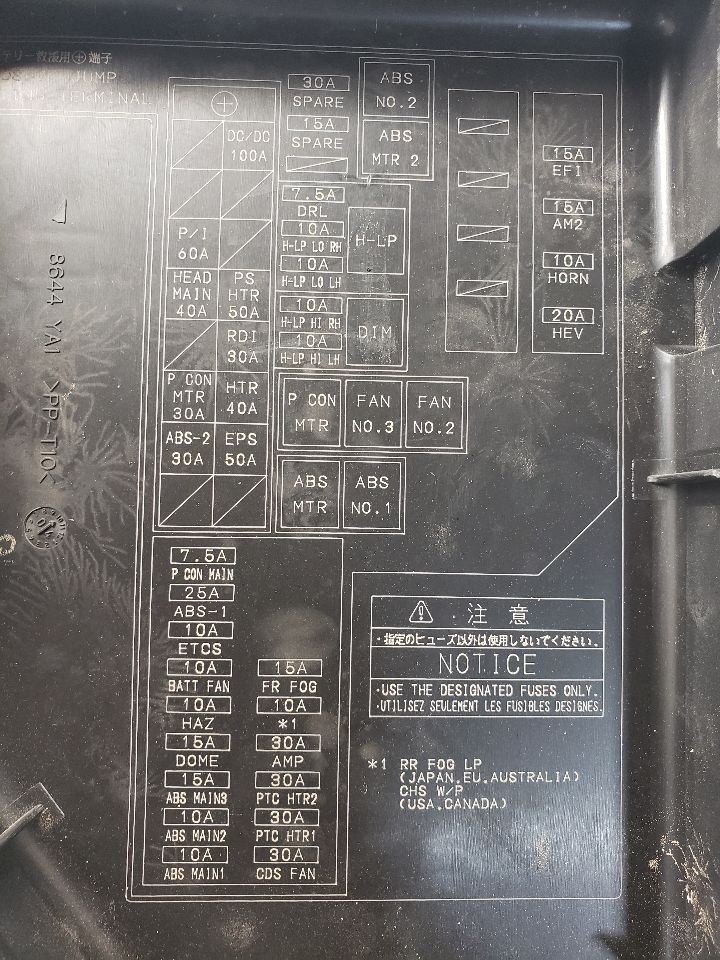 テリー救援用⊕端子
JUMP
TERMINAL
⊕
DC/DC
100A
P/I
60A
HEAD
MAIN
40A
PS
HTR
50A
RDI
30A
P CON
MTR
30A
HTR
40A
ABS-2
30A
EPS
50A
30A
SPARE
15A
SPARE
7.5A
DRL
10A
H-LP LO RH
10A
H-LP LO LH
H-LP
10A
H-LP HI RH
10A
H-LP HI LH
DIM
ABS
NO.2
ABS
MTR 2
15A
EFI
15A
AM2
10A
HORN
20A
HEV
P CON
MTR
FAN
NO.3
FAN
NO.2
ABS
MTR
ABS
NO.1
7.5A
P CON MAIN
25A
ABS-1
10A
ETCS
10A
BATT FAN
10A
HAZ
15A
DOME
15A
ABS MAIN3
10A
ABS MAIN2
10A
ABS MAIN1
15A
FR FOG
10A
*1
30A
AMP
30A
PTC HTR2
30A
PTC HTR1
30A
CDS FAN
注意
・指定のヒューズ以外は使用しないでください.
NOTICE
・USE THE DESIGNATED FUSES ONLY.
・UTILISEZ SEULEMENT LES FUSIBLES DESIGNES.
*1 RR FOG LP
(JAPAN.EU.AUSTRALIA)
CHS W/P
(USA.CANADA)
8644 YA1 >PP-T10<